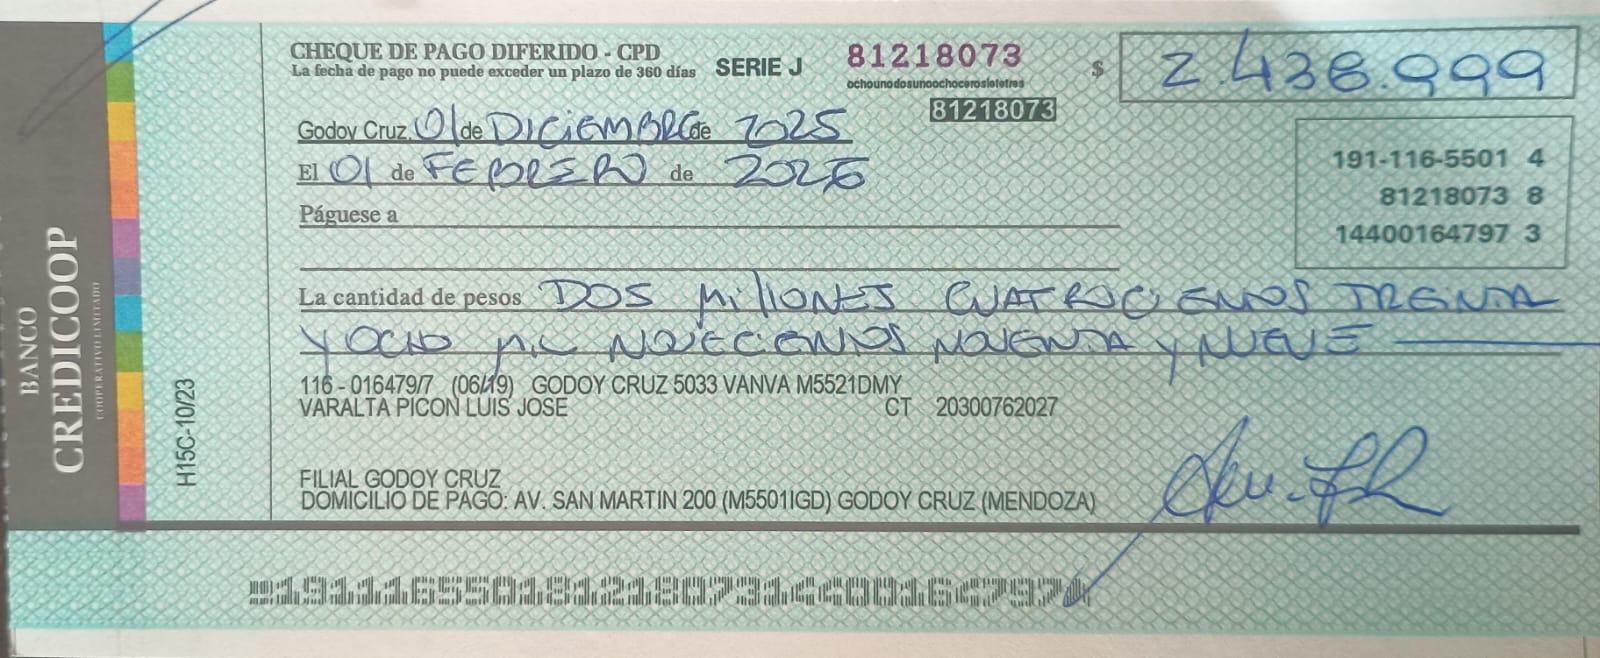 BANCO
CREDICOOP
COOPERATIVO LIMITADO
H15C-10/23
CHEQUE DE PAGO DIFERIDO - CPD
La fecha de pago no puede exceder un plazo de 360 días
SERIE J
81218073
ochounodosunoochocerosietetres
81218073
$ 2.438.999
Godoy Cruz, 01 de DICIEMBRE de 2025
El 01 de FEBRERO de 2026
191-116-5501 4
81218073 8
14400164797 3
Páguese a
La cantidad de pesos DOS MILLONES CUATROCIENTOS TREINTA
Y OCHO MIL NOVECIENTOS NOVENTA Y NUEVE
116 - 016479/7 (06/19) GODOY CRUZ 5033 VANVA M5521DMY
VARALTA PICON LUIS JOSE CT 20300762027
FILIAL GODOY CRUZ
DOMICILIO DE PAGO: AV. SAN MARTIN 200 (M5501IGD) GODOY CRUZ (MENDOZA)
19111655018121807314400164797